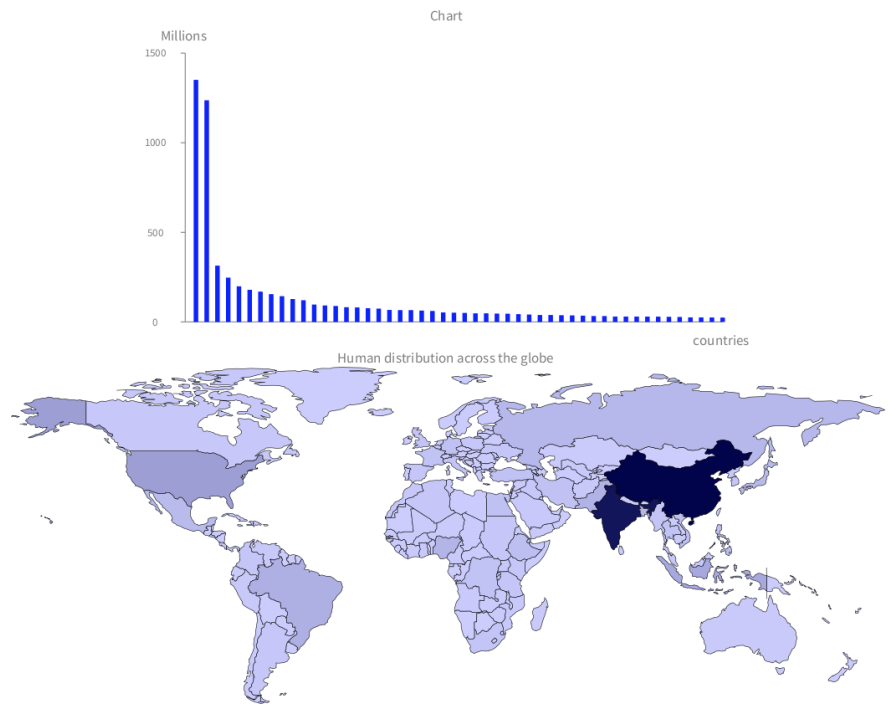 Chart
Millions
1500
1000
500
0
countries
Human distribution across the globe